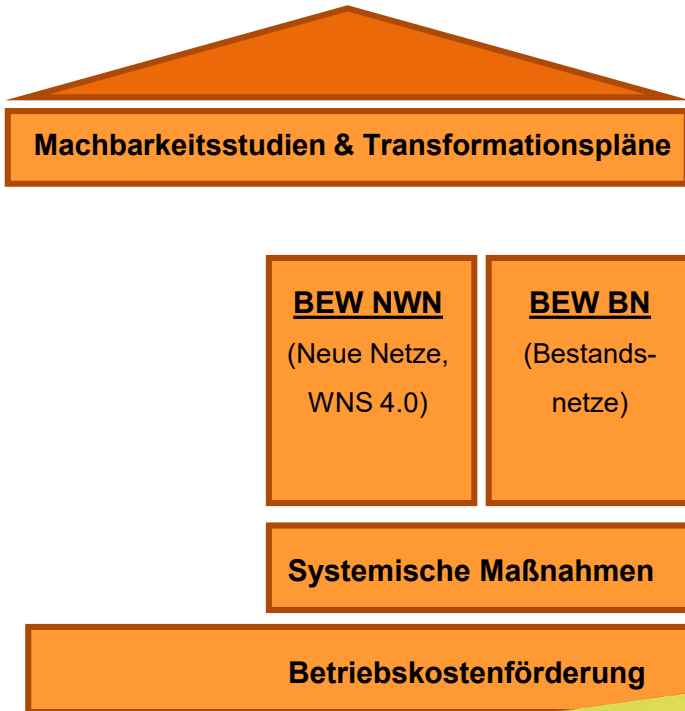 Machbarkeitsstudien & Transformationspläne
BEW NWN
(Neue Netze,
WNS 4.0)
BEW BN
(Bestands-
netze)
Systemische Maßnahmen
Betriebskostenförderung